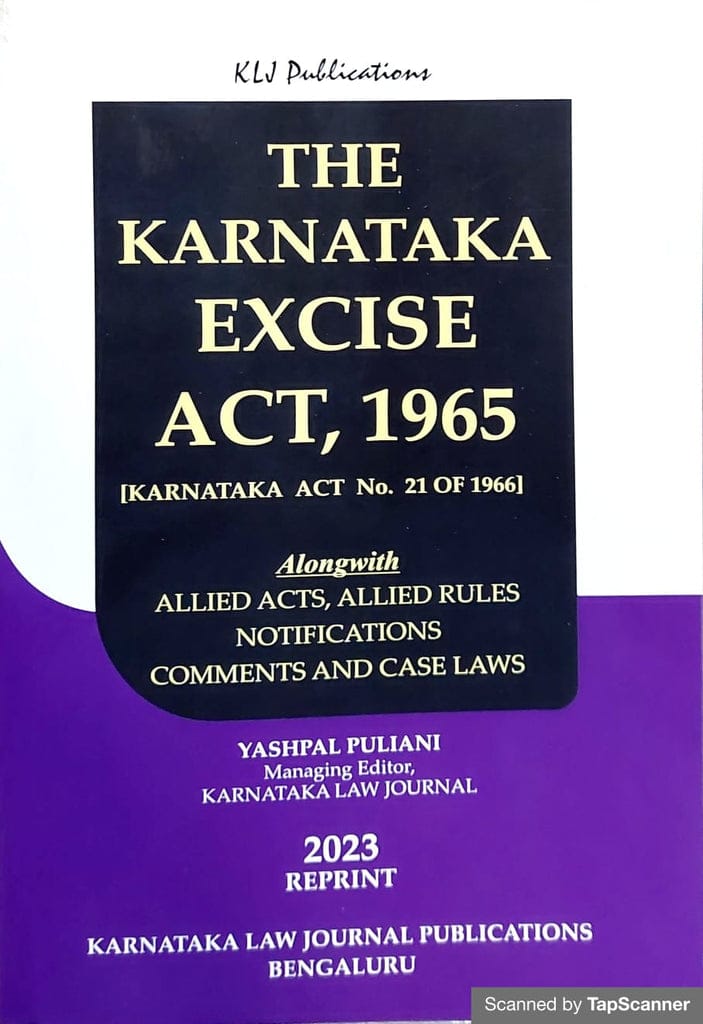 KLJ Publications
THE
KARNATAKA
EXCISE
ACT, 1965
[KARNATAKA ACT No. 21 OF 1966]
Alongwith
ALLIED ACTS, ALLIED RULES
NOTIFICATIONS
COMMENTS AND CASE LAWS
YASHPAL PULIANI
Managing Editor,
KARNATAKA LAW JOURNAL
2023
REPRINT
KARNATAKA LAW JOURNAL PUBLICATIONS
BENGALURU
Scanned by TapScanner